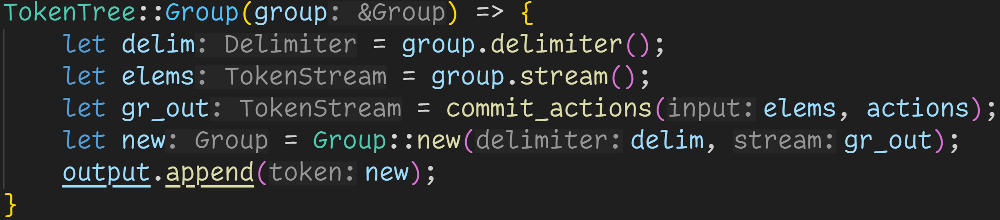 TokenTree::Group(group: &Group) => {
    let delim: Delimiter = group.delimiter();
    let elems: TokenStream = group.stream();
    let gr_out: TokenStream = commit_actions(input: elems, actions);
    let new: Group = Group::new(delimiter: delim, stream: gr_out);
    output.append(token: new);
}